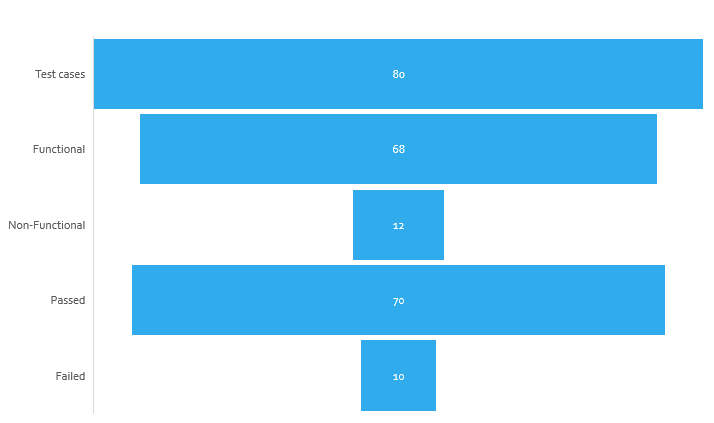 Test cases 80
Functional 68
Non-Functional 12
Passed 70
Failed 10